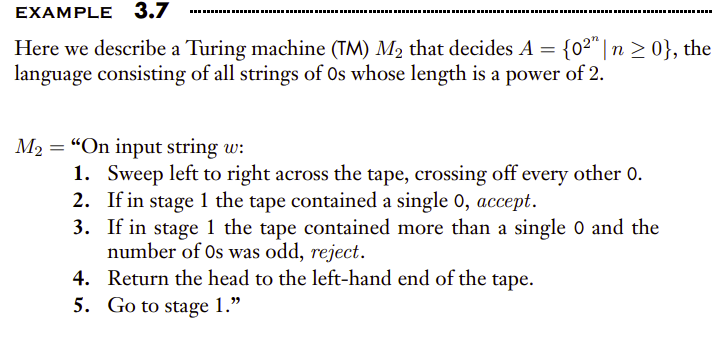 EXAMPLE 3.7
Here we describe a Turing machine (TM) M₂ that decides A = {0^{2^n} | n ≥ 0}, the
language consisting of all strings of 0s whose length is a power of 2.
M₂ = “On input string w:
1. Sweep left to right across the tape, crossing off every other 0.
2. If in stage 1 the tape contained a single 0, accept.
3. If in stage 1 the tape contained more than a single 0 and the
number of 0s was odd, reject.
4. Return the head to the left-hand end of the tape.
5. Go to stage 1.”